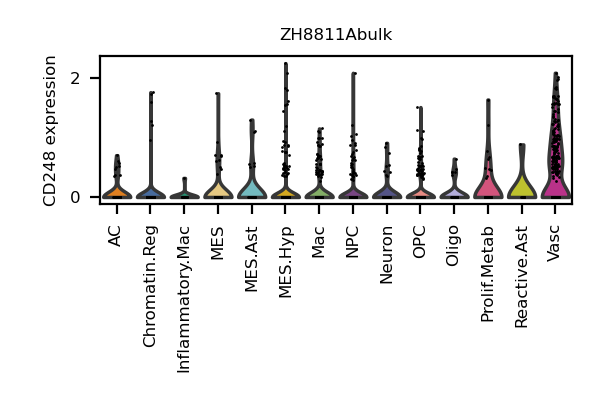 ZH8811Abulk
CD248 expression
2
0
AC
Chromatin.Reg
Inflammatory.Mac
MES
MES.Ast
MES.Hyp
Mac
NPC
Neuron
OPC
Oligo
Prolif.Metab
Reactive.Ast
Vasc